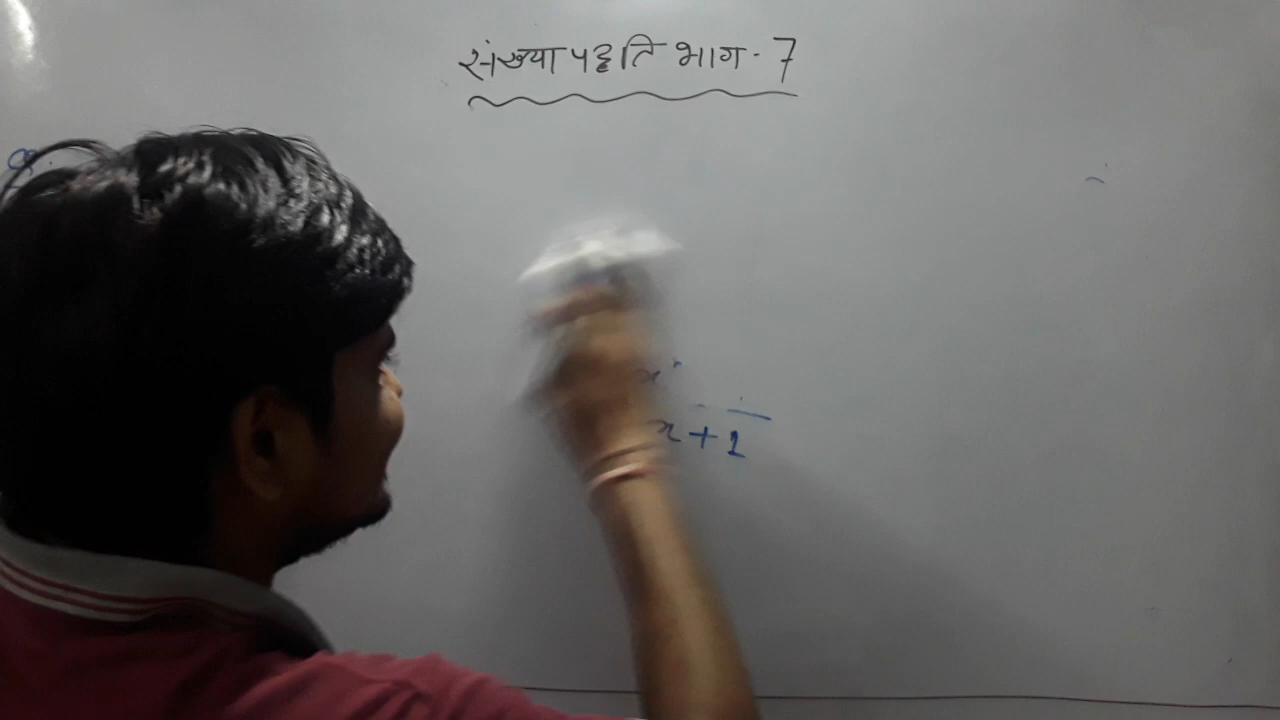 संख्या पद्धति भाग - 7
x + 1